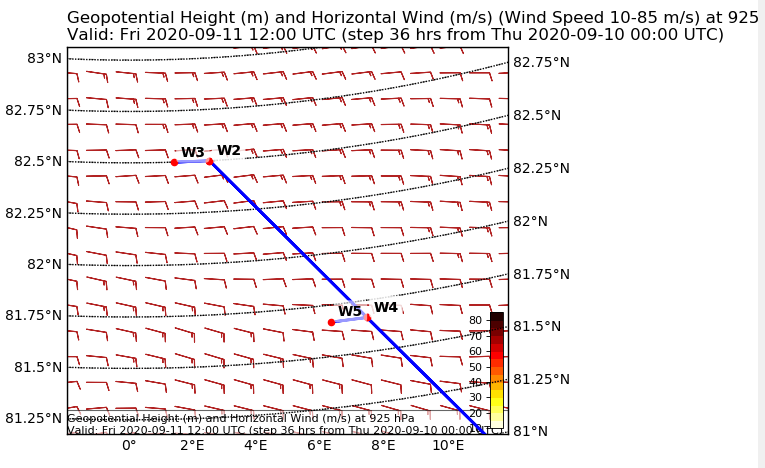 Geopotential Height (m) and Horizontal Wind (m/s) (Wind Speed 10-85 m/s) at 925
Valid: Fri 2020-09-11 12:00 UTC (step 36 hrs from Thu 2020-09-10 00:00 UTC)
83°N
82.75°N
82.75°N
82.5°N
82.5°N
W3 W2
82.25°N
82.25°N
82°N
82°N
81.75°N
81.75°N
W5 W4
81.5°N
81.5°N
81.25°N
81.25°N
81°N
80
70
60
50
40
30
20
10
Geopotential Height (m) and Horizontal Wind (m/s) at 925 hPa
Valid: Fri 2020-09-11 12:00 UTC (step 36 hrs from Thu 2020-09-10 00:00 UTC)
0° 2°E 4°E 6°E 8°E 10°E